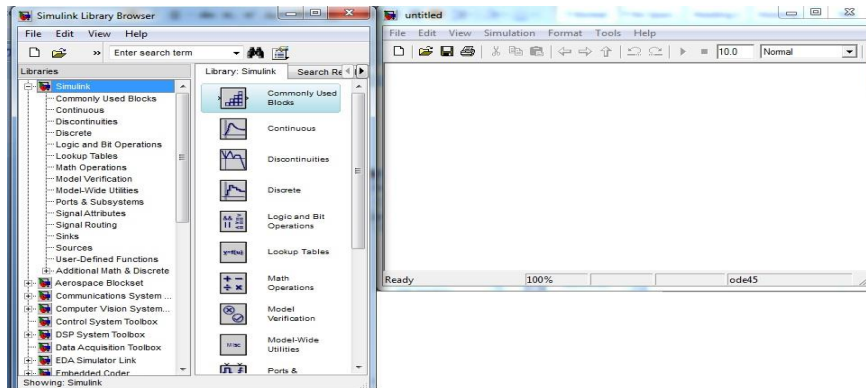 Simulink Library Browser
File Edit View Help
Enter search term
Libraries
Library: Simulink Search Re
Simulink
Commonly Used Blocks
Continuous
Discontinuities
Discrete
Logic and Bit Operations
Lookup Tables
Math Operations
Model Verification
Model-Wide Utilities
Ports & Subsystems
Signal Attributes
Signal Routing
Sinks
Sources
User-Defined Functions
Additional Math & Discrete
Aerospace Blockset
Communications System ...
Computer Vision System...
Control System Toolbox
DSP System Toolbox
Data Acquisition Toolbox
EDA Simulator Link
Embedded Coder
Commonly Used
Blocks
Continuous
Discontinuities
Discrete
Logic and Bit
Operations
y=f(u)
Lookup Tables
Math
Operations
Model
Verification
Misc
Model-Wide
Utilities
Ports &
Showing: Simulink
untitled
File Edit View Simulation Format Tools Help
10.0 Normal
Ready 100% ode45